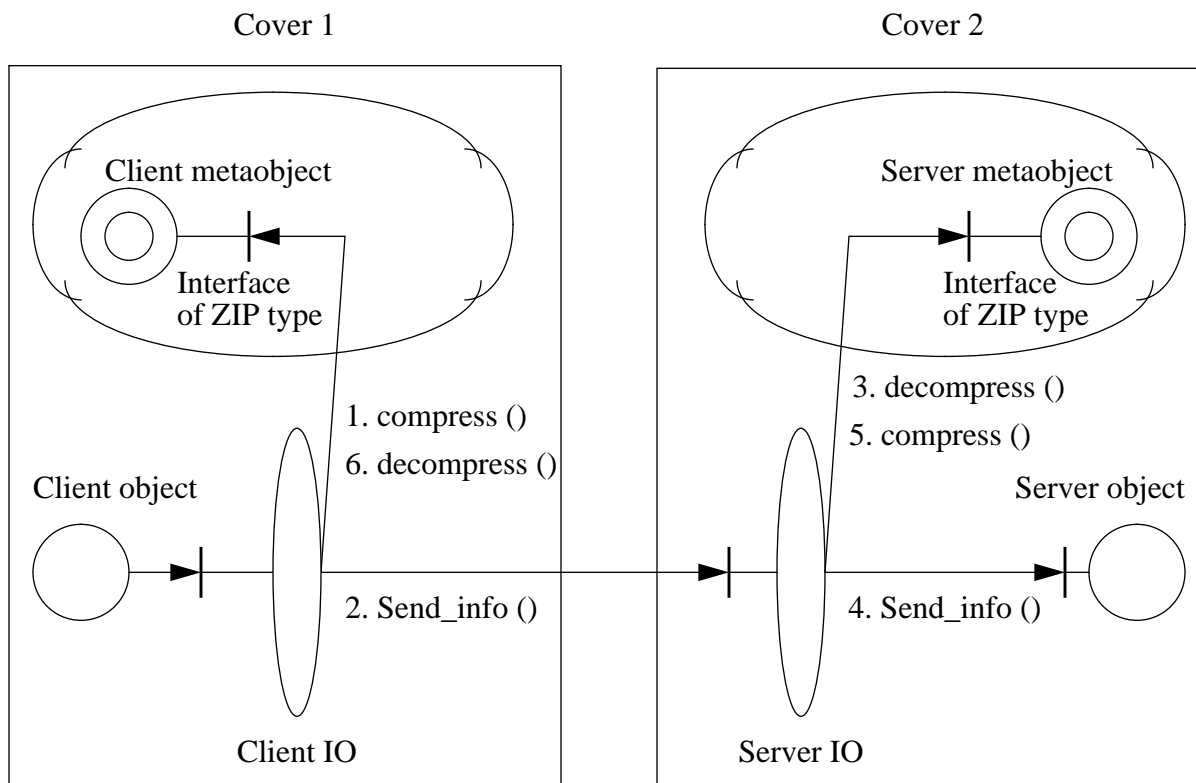 Cover 1
Cover 2
Client metaobject
Server metaobject
Interface
of ZIP type
Interface
of ZIP type
1. compress ()
6. decompress ()
3. decompress ()
5. compress ()
Client object
Server object
2. Send_info ()
4. Send_info ()
Client IO
Server IO